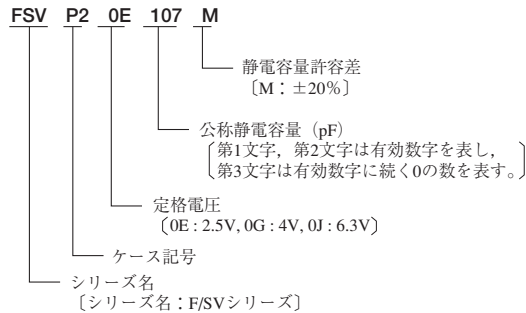 FSV P2 0E 107 M
静電容量許容差
〔M：±20%〕
公称静電容量（pF）
第1文字，第2文字は有効数字を表し，
第3文字は有効数字に続く0の数を表す。
定格電圧
〔0E : 2.5V, 0G : 4V, 0J : 6.3V〕
ケース記号
シリーズ名
〔シリーズ名：F/SVシリーズ〕